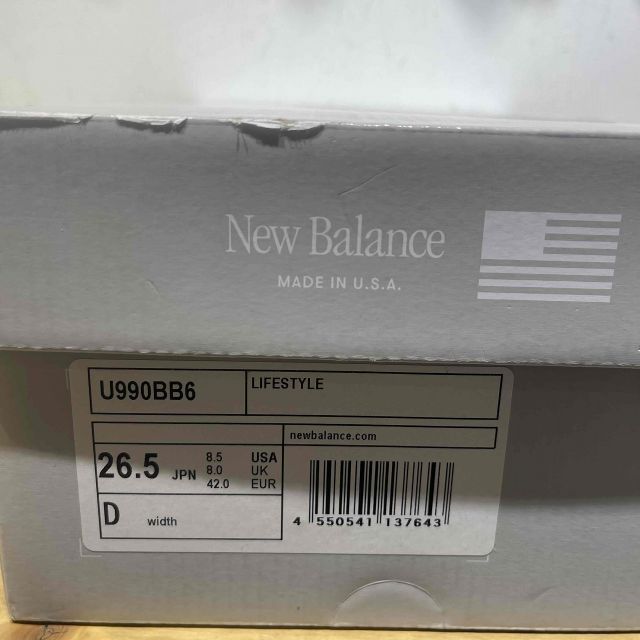 New Balance
MADE IN U.S.A.
U990BB6
LIFESTYLE
newbalance.com
26.5 JPN
8.5 USA
8.0 UK
42.0 EUR
D width
4 550541 137643